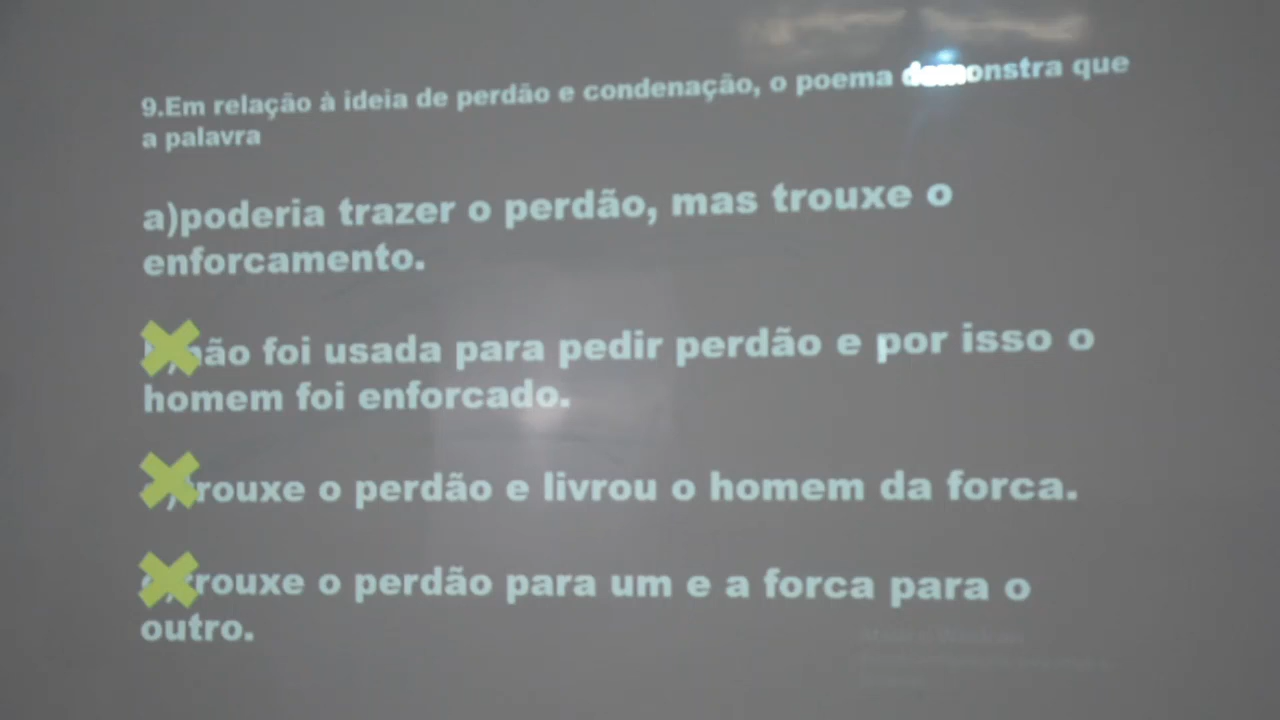 9.Em relação à ideia de perdão e condenação, o poema demonstra que
a palavra
a)poderia trazer o perdão, mas trouxe o
enforcamento.
não foi usada para pedir perdão e por isso o
homem foi enforcado.
trouxe o perdão e livrou o homem da forca.
trouxe o perdão para um e a forca para o
outro.